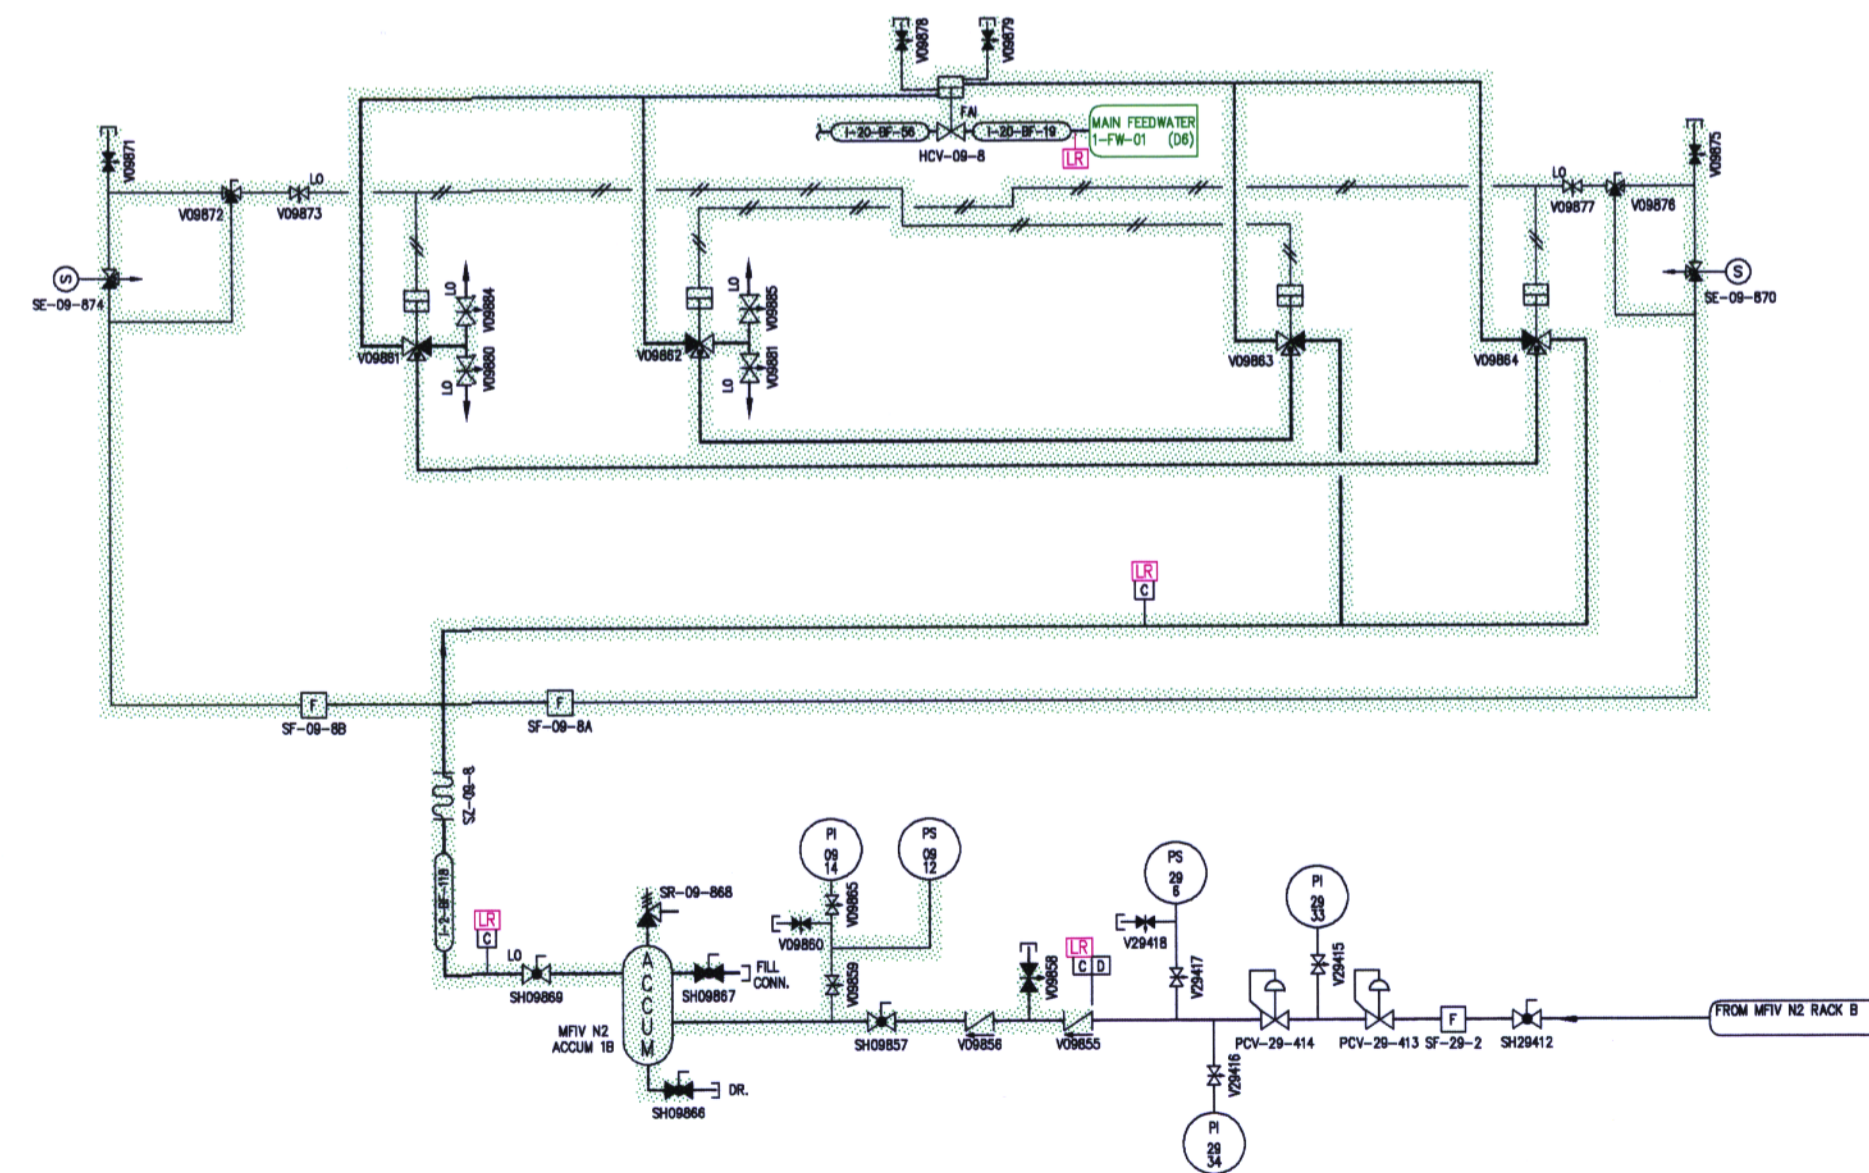 V09878
V09879
FAI
I-20-BF-56
I-20-BF-19
MAIN FEEDWATER
1-FW-01 (D6)
HCV-09-8
LR
V09871
V09875
LO
V09872
V09873
LO
V09877
V09876
S
SE-09-874
S
SE-09-870
LO
V09884
LO
V09885
V09861
V09862
V09863
V09864
LO
V09880
LO
V09881
LR
C
F
SF-09-8B
F
SF-09-8A
SZ-09-8
I-2-BF-118
LR
C
LO
SH09869
SR-09-868
ACCUM
MFIV N2
ACCUM 1B
SH09867
FILL
CONN.
SH09866
DR.
PI
09
14
PS
09
12
V09865
V09860
V09859
SH09857
V09856
V09858
LR
C D
V09855
PS
29
6
V29418
V29417
PI
29
V29415
PCV-29-414
PCV-29-413
F
SF-29-2
SH29412
FROM MFIV N2 RACK B
V29416
PI
29
34